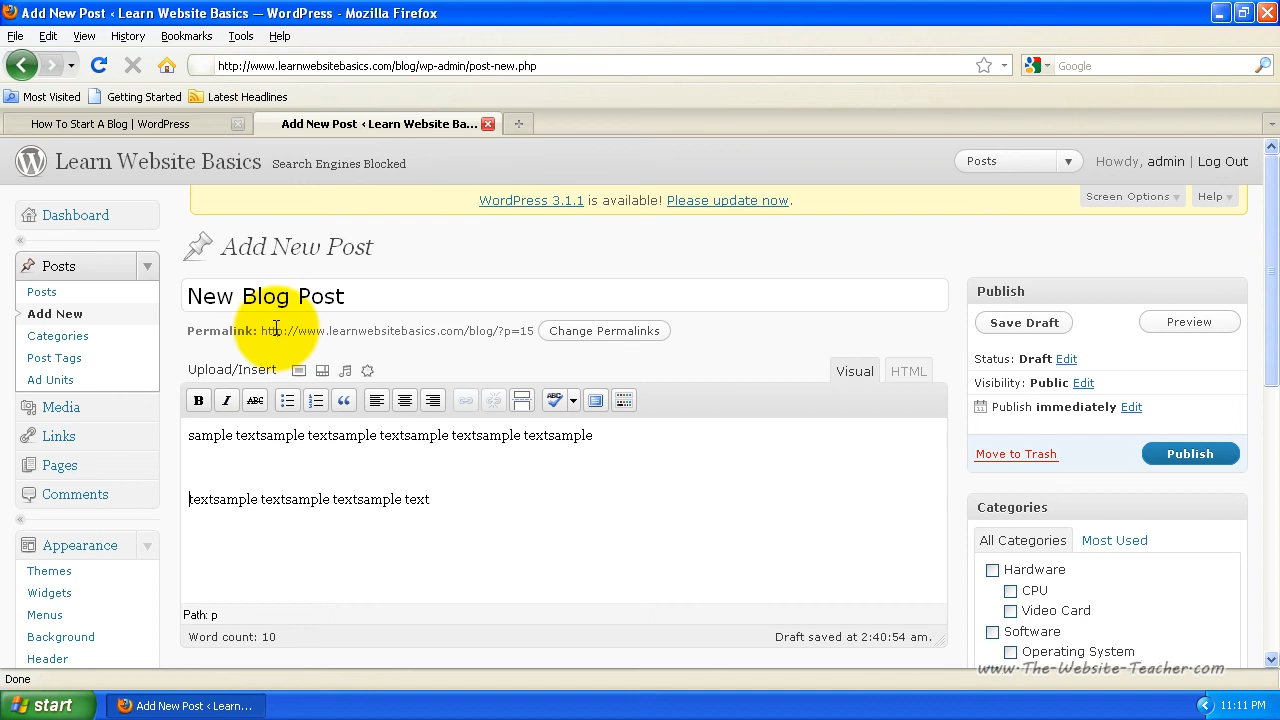 Add New Post ‹ Learn Website Basics — WordPress - Mozilla Firefox
File Edit View History Bookmarks Tools Help
http://www.learnwebsitebasics.com/blog/wp-admin/post-new.php
Google
Most Visited Getting Started Latest Headlines
How To Start A Blog | WordPress
Add New Post ‹ Learn Website Ba...
Learn Website Basics Search Engines Blocked
Posts
Howdy, admin | Log Out
WordPress 3.1.1 is available! Please update now.
Screen Options Help
Dashboard
Posts
Posts
Add New
Categories
Post Tags
Ad Units
Media
Links
Pages
Comments
Appearance
Themes
Widgets
Menus
Background
Header
Add New Post
New Blog Post
Permalink: http://www.learnwebsitebasics.com/blog/?p=15 Change Permalinks
Upload/Insert
Visual HTML
B I ABC ABC
sample textsample textsample textsample textsample textsample
textsample textsample textsample text
Path: p
Word count: 10 Draft saved at 2:40:54 am.
Publish
Save Draft Preview
Status: Draft Edit
Visibility: Public Edit
Publish immediately Edit
Move to Trash Publish
Categories
All Categories Most Used
Hardware
CPU
Video Card
Software
Operating System
www.The-Website-Teacher.com
Done
start
Add New Post ‹ Learn...
11:11 PM